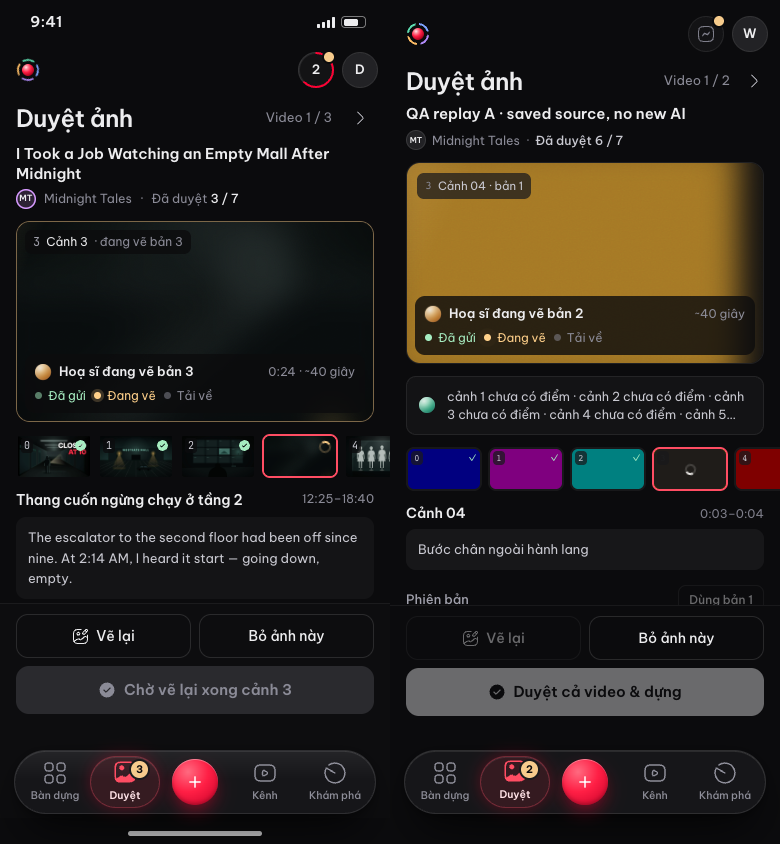 9:41
2
D
Duyệt ảnh
Video 1 / 3
I Took a Job Watching an Empty Mall After
Midnight
MT Midnight Tales · Đã duyệt 3 / 7
3 Cảnh 3 · đang vẽ bản 3
Hoạ sĩ đang vẽ bản 3
0:24 · ~40 giây
Đã gửi Đang vẽ Tải về
0
1
2
4
Thang cuốn ngừng chạy ở tầng 2
12:25–18:40
The escalator to the second floor had been off since
nine. At 2:14 AM, I heard it start — going down,
empty.
Vẽ lại
Bỏ ảnh này
Chờ vẽ lại xong cảnh 3
3
Bàn dựng
Duyệt
+
Kênh
Khám phá
W
Duyệt ảnh
Video 1 / 2
QA replay A · saved source, no new AI
MT Midnight Tales · Đã duyệt 6 / 7
3 Cảnh 04 · bản 1
Hoạ sĩ đang vẽ bản 2
~40 giây
Đã gửi Đang vẽ Tải về
cảnh 1 chưa có điểm · cảnh 2 chưa có điểm · cảnh
3 chưa có điểm · cảnh 4 chưa có điểm · cảnh 5…
0
1
2
4
Cảnh 04
0:03–0:04
Bước chân ngoài hành lang
Phiên bản
Dùng bản 1
Vẽ lại
Bỏ ảnh này
Duyệt cả video & dựng
2
Bàn dựng
Duyệt
+
Kênh
Khám phá